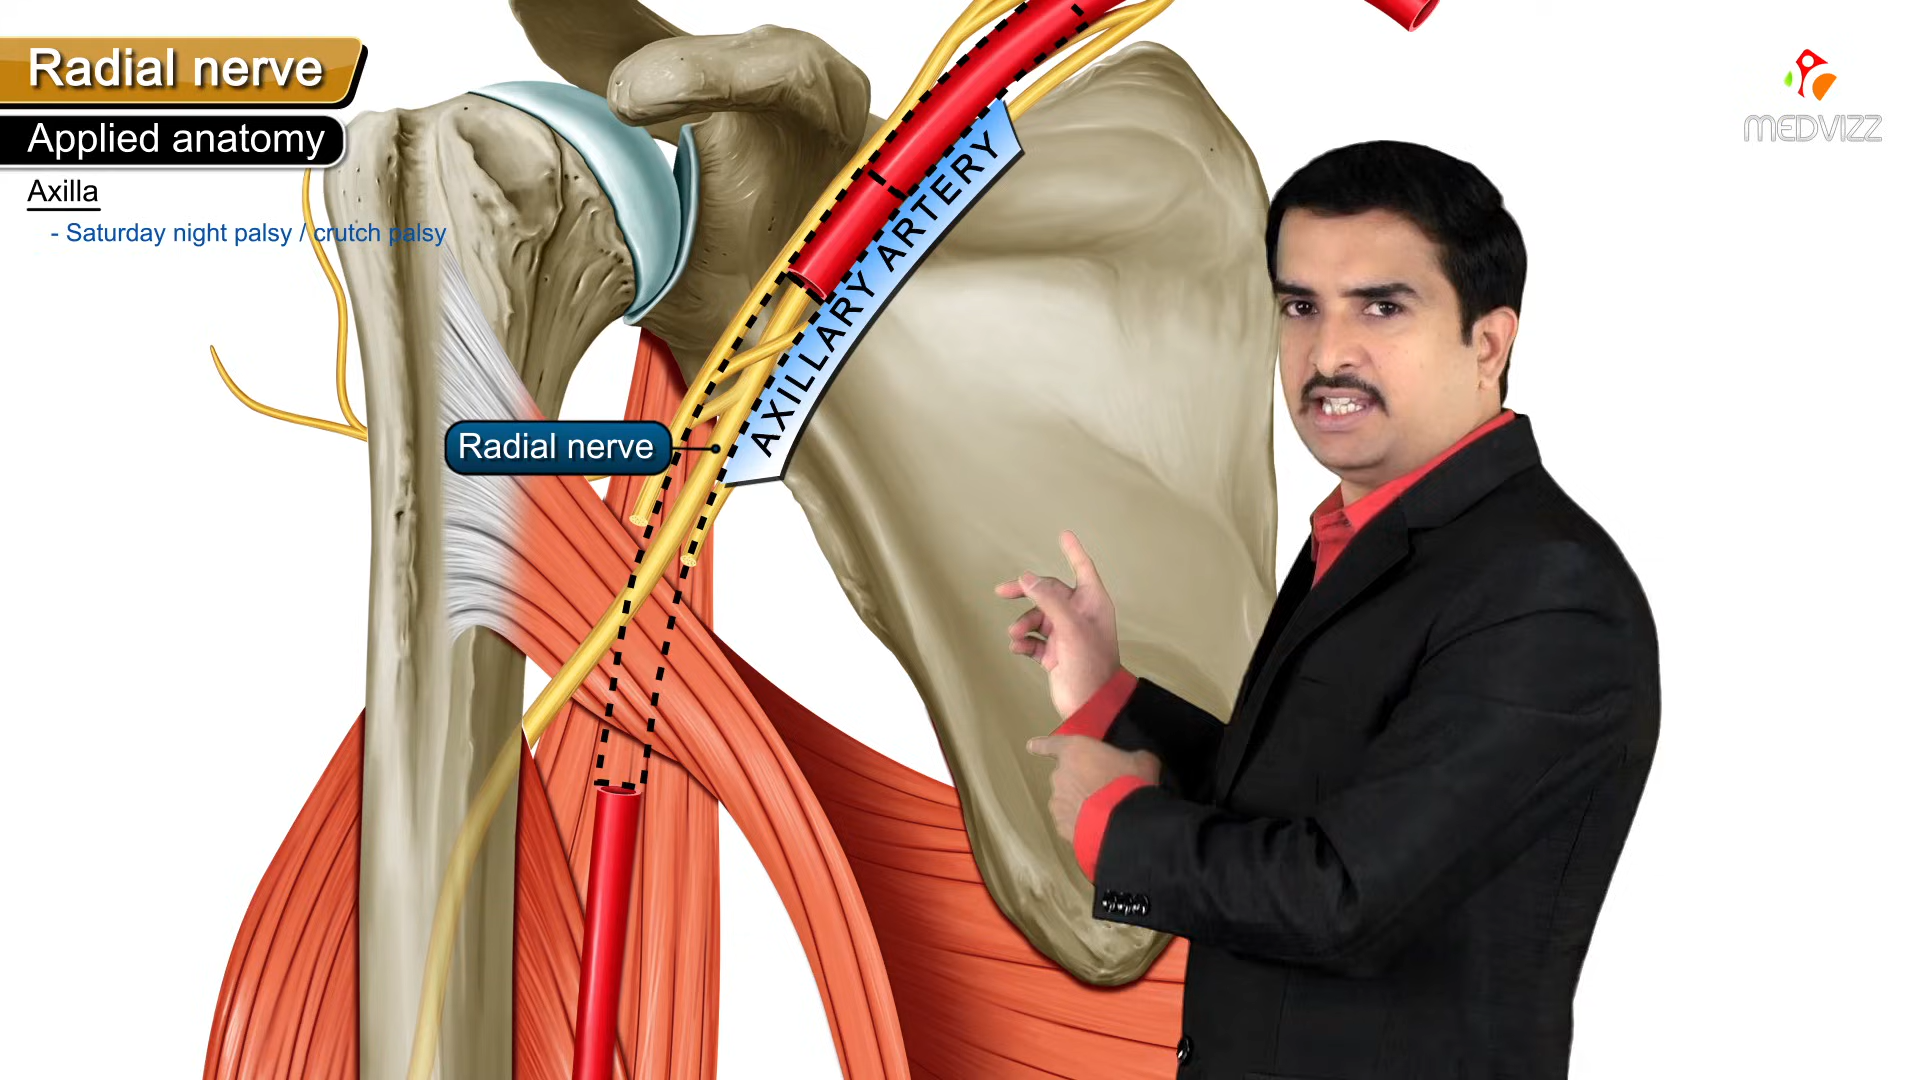 Radial nerve
Applied anatomy
Axilla
- Saturday night palsy / crutch palsy
MEDVIZZ
AXILLARY ARTERY
Radial nerve